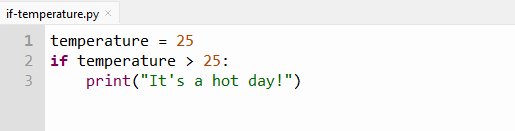 if-temperature.py ×
1 temperature = 25
2 if temperature > 25:
3     print("It's a hot day!")